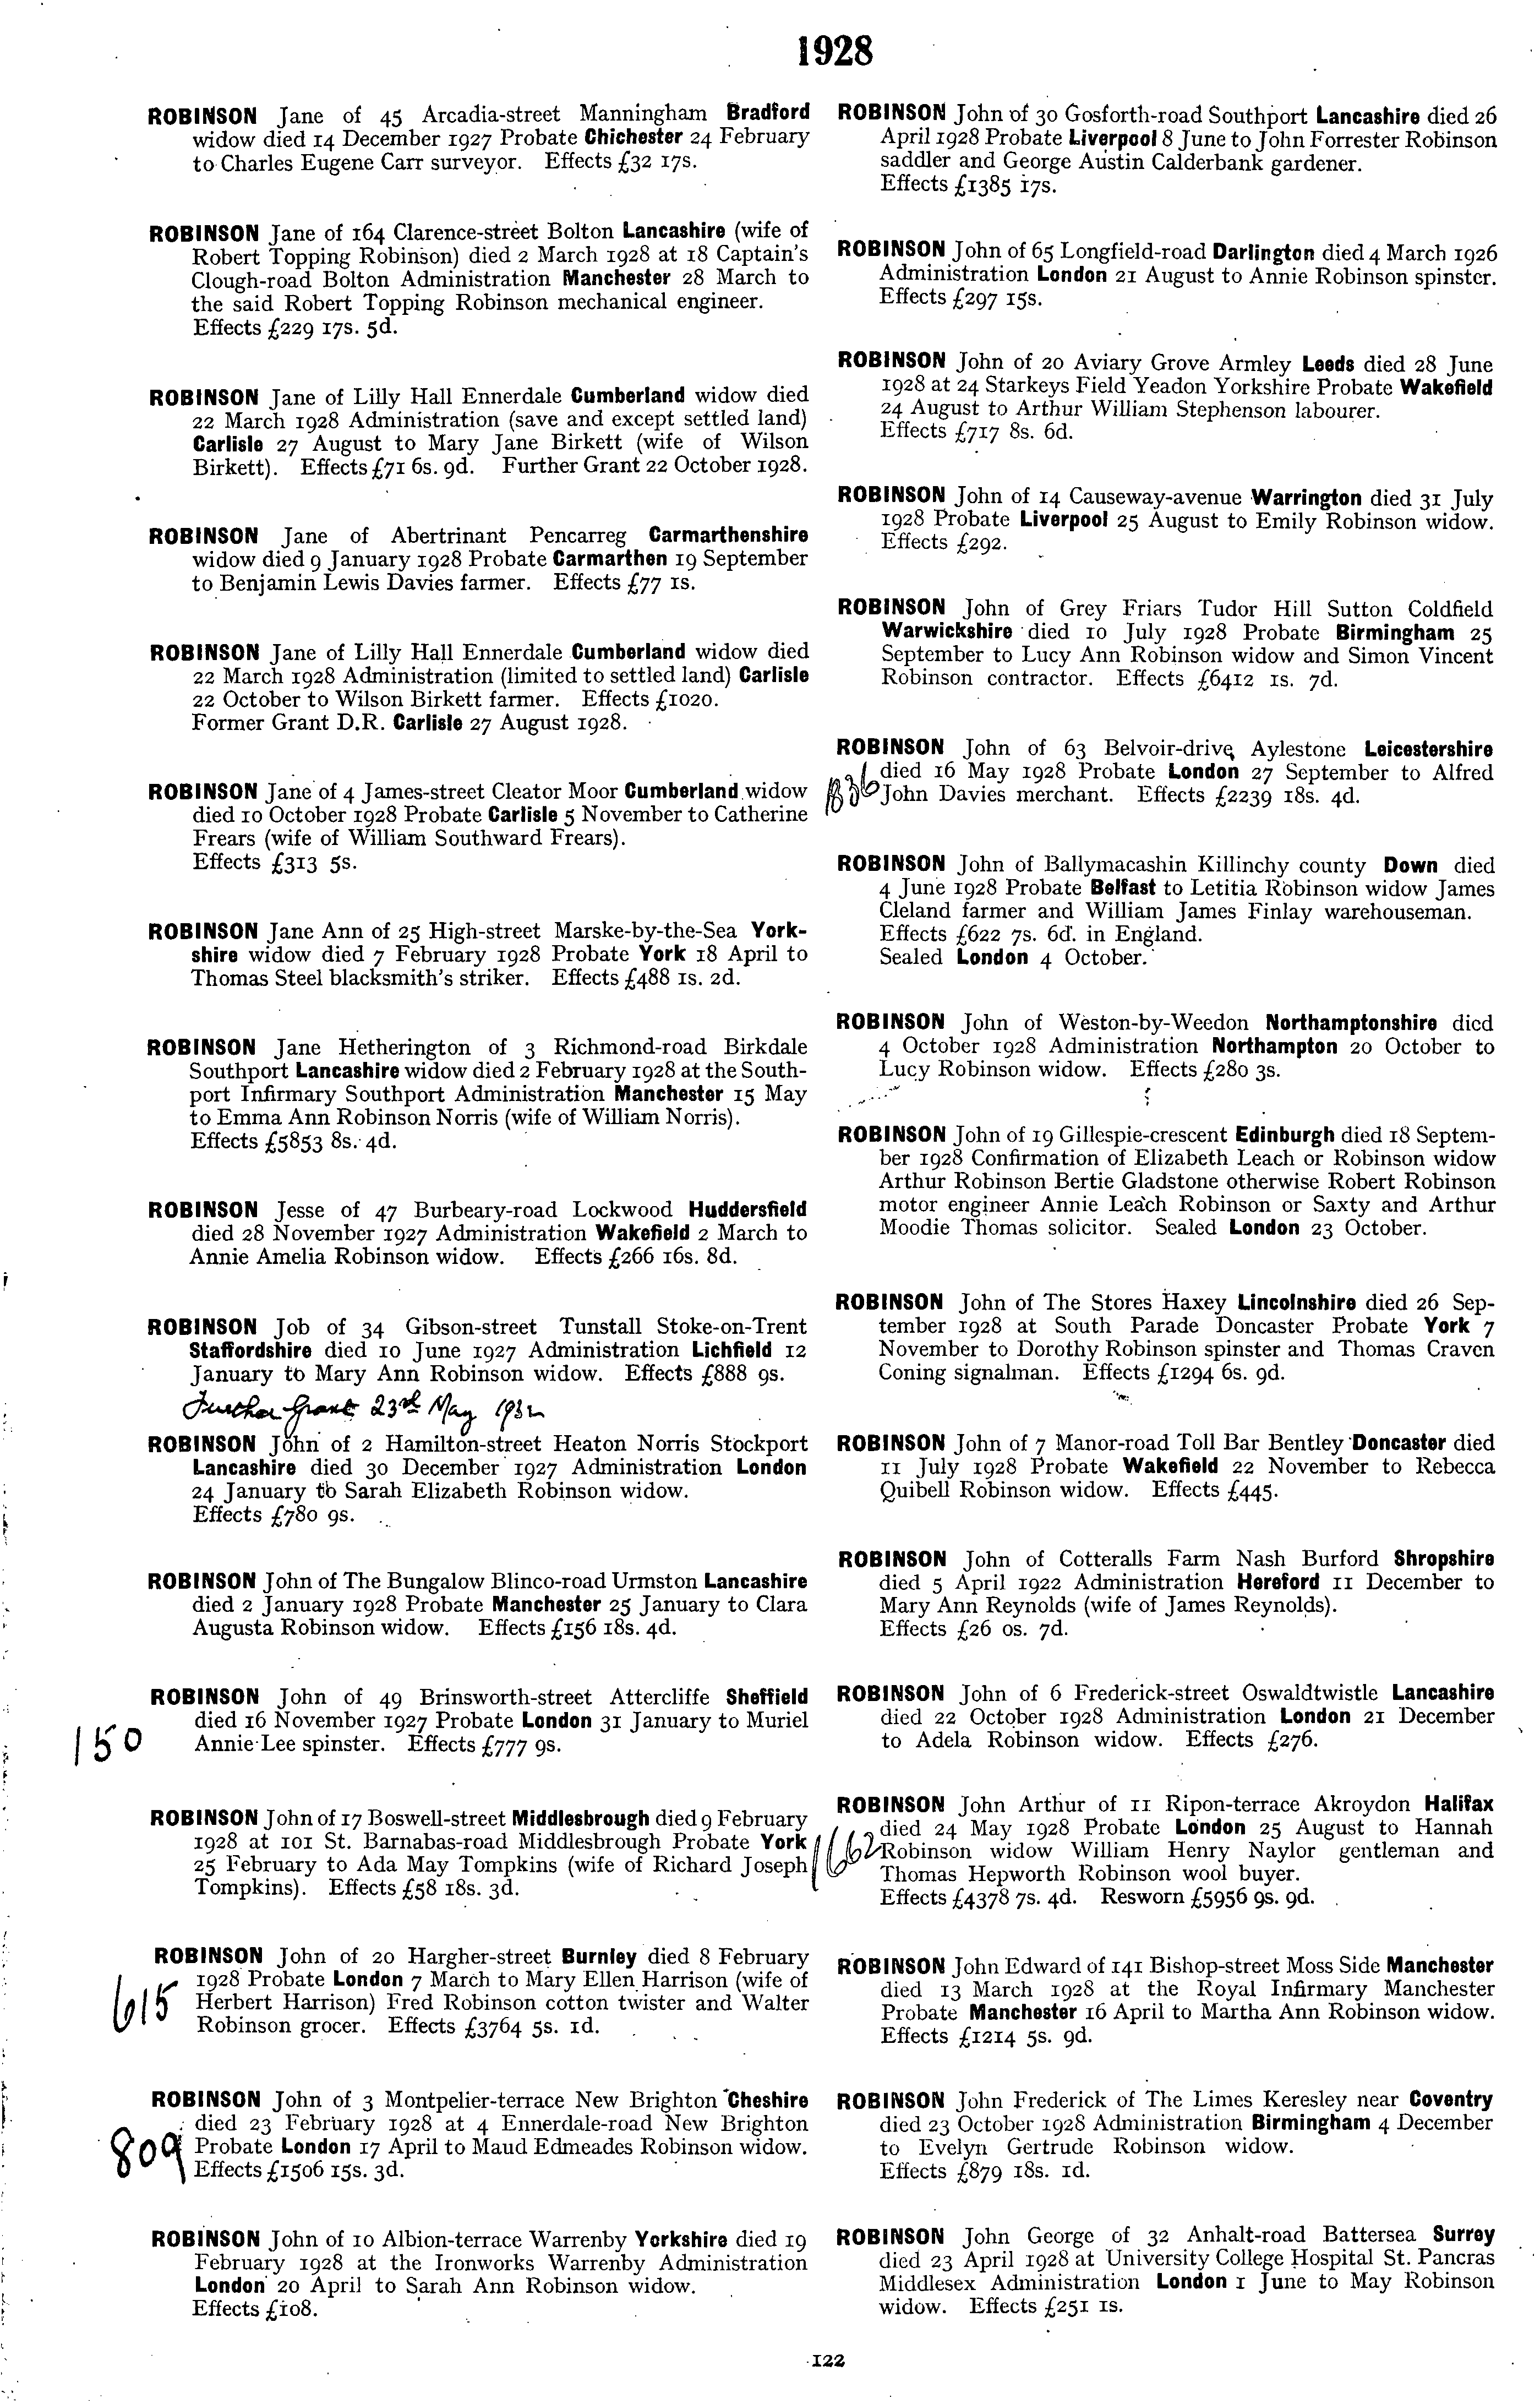 1928
ROBINSON Jane of 45 Arcadia-street Manningham Bradford
widow died 14 December 1927 Probate Chichester 24 February
to Charles Eugene Carr surveyor. Effects £32 17s.
ROBINSON Jane of 164 Clarence-street Bolton Lancashire (wife of
Robert Topping Robinson) died 2 March 1928 at 18 Captain's
Clough-road Bolton Administration Manchester 28 March to
the said Robert Topping Robinson mechanical engineer.
Effects £229 17s. 5d.
ROBINSON Jane of Lilly Hall Ennerdale Cumberland widow died
22 March 1928 Administration (save and except settled land)
Carlisle 27 August to Mary Jane Birkett (wife of Wilson
Birkett). Effects £71 6s. 9d. Further Grant 22 October 1928.
ROBINSON Jane of Abertrinant Pencarreg Carmarthenshire
widow died 9 January 1928 Probate Carmarthen 19 September
to Benjamin Lewis Davies farmer. Effects £77 1s.
ROBINSON Jane of Lilly Hall Ennerdale Cumberland widow died
22 March 1928 Administration (limited to settled land) Carlisle
22 October to Wilson Birkett farmer. Effects £1020.
Former Grant D.R. Carlisle 27 August 1928.
ROBINSON Jane of 4 James-street Cleator Moor Cumberland widow
died 10 October 1928 Probate Carlisle 5 November to Catherine
Frears (wife of William Southward Frears).
Effects £313 5s.
ROBINSON Jane Ann of 25 High-street Marske-by-the-Sea York-
shire widow died 7 February 1928 Probate York 18 April to
Thomas Steel blacksmith's striker. Effects £488 1s. 2d.
ROBINSON Jane Hetherington of 3 Richmond-road Birkdale
Southport Lancashire widow died 2 February 1928 at the South-
port Infirmary Southport Administration Manchester 15 May
to Emma Ann Robinson Norris (wife of William Norris).
Effects £5853 8s. 4d.
ROBINSON Jesse of 47 Burbeary-road Lockwood Huddersfield
died 28 November 1927 Administration Wakefield 2 March to
Annie Amelia Robinson widow. Effects £266 16s. 8d.
ROBINSON Job of 34 Gibson-street Tunstall Stoke-on-Trent
Staffordshire died 10 June 1927 Administration Lichfield 12
January to Mary Ann Robinson widow. Effects £888 9s.
Further Grant 23rd May 1932
ROBINSON John of 2 Hamilton-street Heaton Norris Stockport
Lancashire died 30 December 1927 Administration London
24 January to Sarah Elizabeth Robinson widow.
Effects £780 9s.
ROBINSON John of The Bungalow Blinco-road Urmston Lancashire
died 2 January 1928 Probate Manchester 25 January to Clara
Augusta Robinson widow. Effects £156 18s. 4d.
ROBINSON John of 49 Brinsworth-street Attercliffe Sheffield
died 16 November 1927 Probate London 31 January to Muriel
150 Annie Lee spinster. Effects £777 9s.
ROBINSON John of 17 Boswell-street Middlesbrough died 9 February
1928 at 101 St. Barnabas-road Middlesbrough Probate York
25 February to Ada May Tompkins (wife of Richard Joseph
Tompkins). Effects £58 18s. 3d.
ROBINSON John of 20 Hargher-street Burnley died 8 February
1928 Probate London 7 March to Mary Ellen Harrison (wife of
615 Herbert Harrison) Fred Robinson cotton twister and Walter
Robinson grocer. Effects £3764 5s. 1d.
ROBINSON John of 3 Montpelier-terrace New Brighton Cheshire
died 23 February 1928 at 4 Ennerdale-road New Brighton
809 Probate London 17 April to Maud Edmeades Robinson widow.
Effects £1506 15s. 3d.
ROBINSON John of 10 Albion-terrace Warrenby Yorkshire died 19
February 1928 at the Ironworks Warrenby Administration
London 20 April to Sarah Ann Robinson widow.
Effects £108.
ROBINSON John of 30 Gosforth-road Southport Lancashire died 26
April 1928 Probate Liverpool 8 June to John Forrester Robinson
saddler and George Austin Calderbank gardener.
Effects £1385 17s.
ROBINSON John of 65 Longfield-road Darlington died 4 March 1926
Administration London 21 August to Annie Robinson spinster.
Effects £297 15s.
ROBINSON John of 20 Aviary Grove Armley Leeds died 28 June
1928 at 24 Starkeys Field Yeadon Yorkshire Probate Wakefield
24 August to Arthur William Stephenson labourer.
Effects £717 8s. 6d.
ROBINSON John of 14 Causeway-avenue Warrington died 31 July
1928 Probate Liverpool 25 August to Emily Robinson widow.
Effects £292.
ROBINSON John of Grey Friars Tudor Hill Sutton Coldfield
Warwickshire died 10 July 1928 Probate Birmingham 25
September to Lucy Ann Robinson widow and Simon Vincent
Robinson contractor. Effects £6412 1s. 7d.
ROBINSON John of 63 Belvoir-drive Aylestone Leicestershire
died 16 May 1928 Probate London 27 September to Alfred
John Davies merchant. Effects £2239 18s. 4d.
ROBINSON John of Ballymacashin Killinchy county Down died
4 June 1928 Probate Belfast to Letitia Robinson widow James
Cleland farmer and William James Finlay warehouseman.
Effects £622 7s. 6d. in England.
Sealed London 4 October.
ROBINSON John of Weston-by-Weedon Northamptonshire died
4 October 1928 Administration Northampton 20 October to
Lucy Robinson widow. Effects £280 3s.
ROBINSON John of 19 Gillespie-crescent Edinburgh died 18 Septem-
ber 1928 Confirmation of Elizabeth Leach or Robinson widow
Arthur Robinson Bertie Gladstone otherwise Robert Robinson
motor engineer Annie Leach Robinson or Saxty and Arthur
Moodie Thomas solicitor. Sealed London 23 October.
ROBINSON John of The Stores Haxey Lincolnshire died 26 Sep-
tember 1928 at South Parade Doncaster Probate York 7
November to Dorothy Robinson spinster and Thomas Craven
Coning signalman. Effects £1294 6s. 9d.
ROBINSON John of 7 Manor-road Toll Bar Bentley Doncaster died
11 July 1928 Probate Wakefield 22 November to Rebecca
Quibell Robinson widow. Effects £445.
ROBINSON John of Cotteralls Farm Nash Burford Shropshire
died 5 April 1922 Administration Hereford 11 December to
Mary Ann Reynolds (wife of James Reynolds).
Effects £26 0s. 7d.
ROBINSON John of 6 Frederick-street Oswaldtwistle Lancashire
died 22 October 1928 Administration London 21 December
to Adela Robinson widow. Effects £276.
ROBINSON John Arthur of 11 Ripon-terrace Akroydon Halifax
died 24 May 1928 Probate London 25 August to Hannah
1662 Robinson widow William Henry Naylor gentleman and
Thomas Hepworth Robinson wool buyer.
Effects £4378 7s. 4d. Resworn £5956 9s. 9d.
ROBINSON John Edward of 141 Bishop-street Moss Side Manchester
died 13 March 1928 at the Royal Infirmary Manchester
Probate Manchester 16 April to Martha Ann Robinson widow.
Effects £1214 5s. 9d.
ROBINSON John Frederick of The Limes Keresley near Coventry
died 23 October 1928 Administration Birmingham 4 December
to Evelyn Gertrude Robinson widow.
Effects £879 18s. 1d.
ROBINSON John George of 32 Anhalt-road Battersea Surrey
died 23 April 1928 at University College Hospital St. Pancras
Middlesex Administration London 1 June to May Robinson
widow. Effects £251 1s.
122